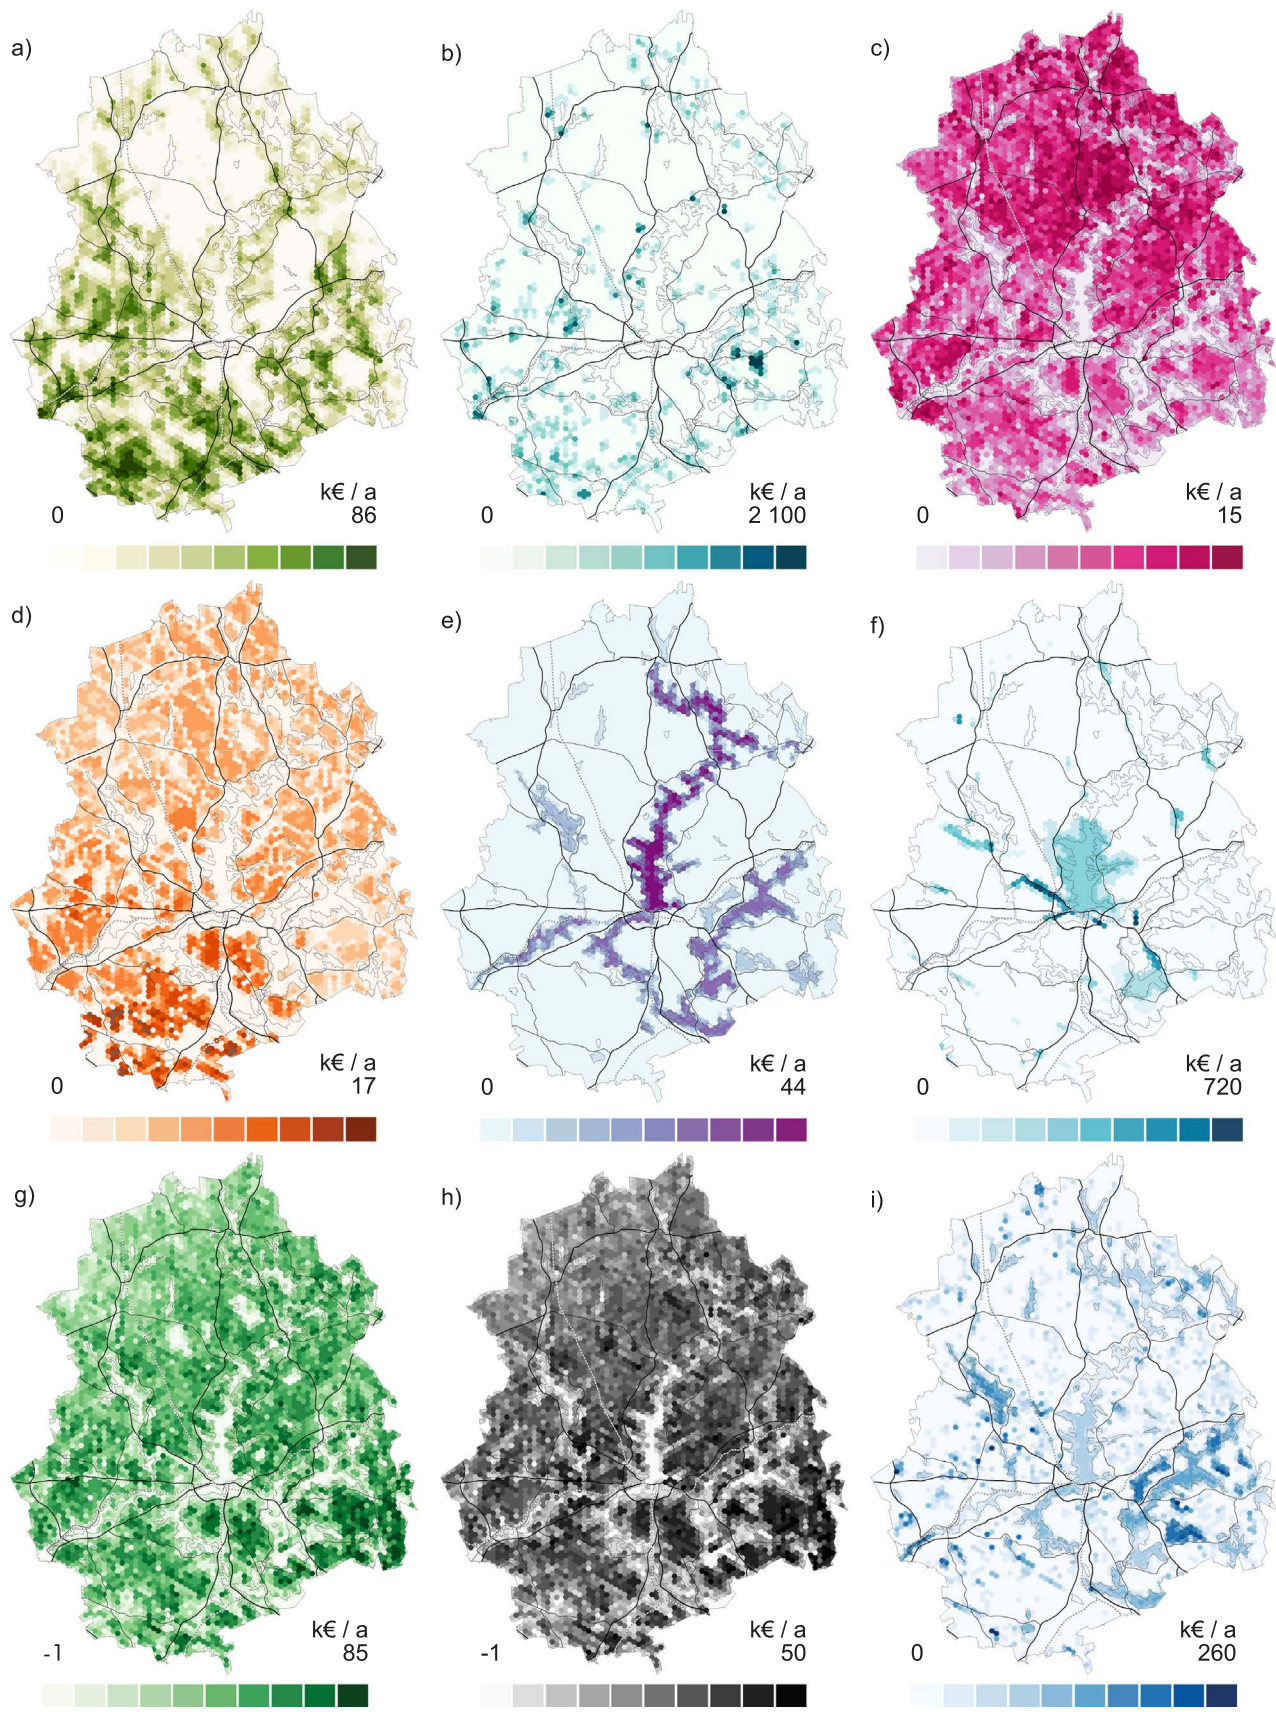 a)
b)
c)
k€ / a
0 86
k€ / a
0 2 100
k€ / a
0 15
d)
e)
f)
k€ / a
0 17
k€ / a
0 44
k€ / a
0 720
g)
h)
i)
k€ / a
-1 85
k€ / a
-1 50
k€ / a
0 260